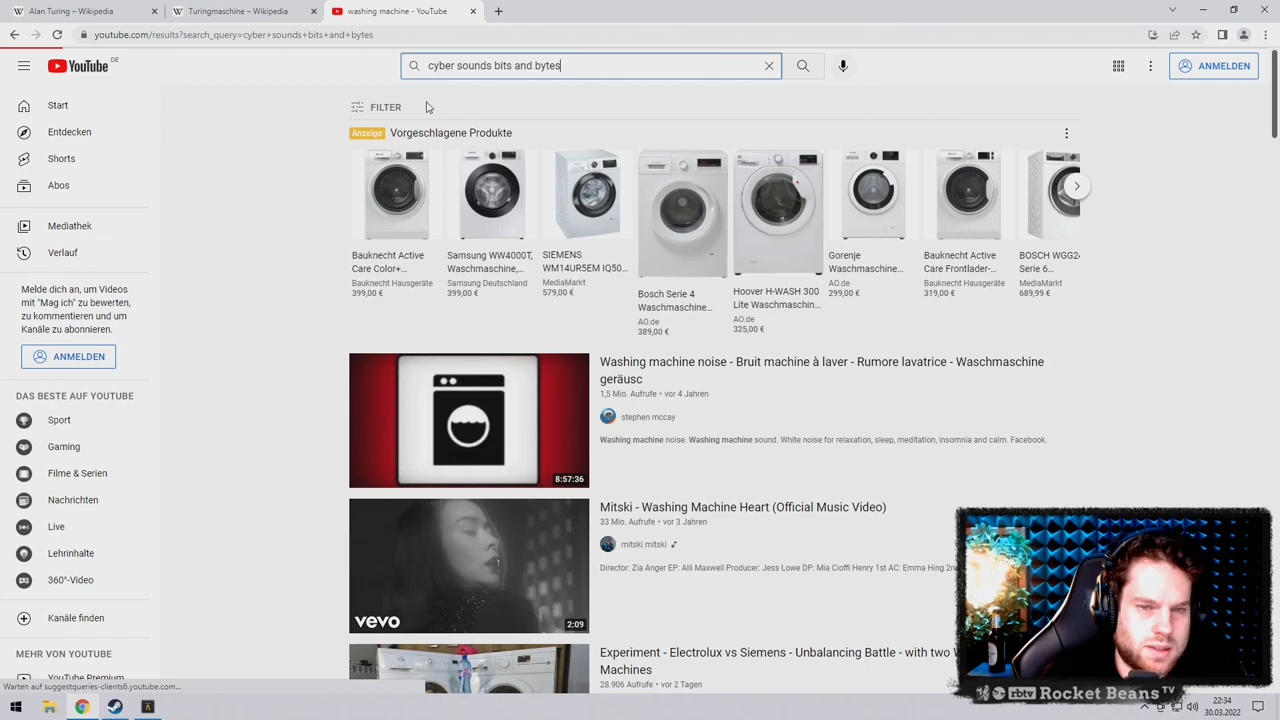 Alan Turing – Wikipedia
Turingmaschine – Wikipedia
washing machine - YouTube
youtube.com/results?search_query=cyber+sounds+bits+and+bytes
YouTube DE
cyber sounds bits and bytes
ANMELDEN
Start
Entdecken
Shorts
Abos
Mediathek
Verlauf
Melde dich an, um Videos
mit "Mag ich" zu bewerten,
zu kommentieren und um
Kanäle zu abonnieren.
ANMELDEN
DAS BESTE AUF YOUTUBE
Sport
Gaming
Filme & Serien
Nachrichten
Live
Lehrinhalte
360°-Video
Kanäle finden
MEHR VON YOUTUBE
YouTube Premium
Warten auf suggestqueries-clients6.youtube.com...
FILTER
Anzeige Vorgeschlagene Produkte
Bauknecht Active
Care Color+...
Bauknecht Hausgeräte
399,00 €
Samsung WW4000T,
Waschmaschine,...
Samsung Deutschland
399,00 €
SIEMENS
WM14UR5EM IQ50...
MediaMarkt
579,00 €
Bosch Serie 4
Waschmaschine...
AO.de
389,00 €
Hoover H-WASH 300
Lite Waschmaschin...
AO.de
325,00 €
Gorenje
Waschmaschine...
AO.de
299,00 €
Bauknecht Active
Care Frontlader-...
Bauknecht Hausgeräte
319,00 €
BOSCH WGG24
Serie 6...
MediaMarkt
689,99 €
8:57:36
Washing machine noise - Bruit machine à laver - Rumore lavatrice - Waschmaschine
geräusc
1,5 Mio. Aufrufe • vor 4 Jahren
stephen mccay
Washing machine noise. Washing machine sound. White noise for relaxation, sleep, meditation, insomnia and calm. Facebook.
vevo
2:09
Mitski - Washing Machine Heart (Official Music Video)
33 Mio. Aufrufe • vor 3 Jahren
mitski mitski
Director: Zia Anger EP: Alli Maxwell Producer: Jess Lowe DP: Mia Cioffi Henry 1st AC: Emma Hing 2n
Experiment - Electrolux vs Siemens - Unbalancing Battle - with two
Machines
28.906 Aufrufe • vor 2 Tagen
rbtv Rocket Beans TV
22:34
30.03.2022